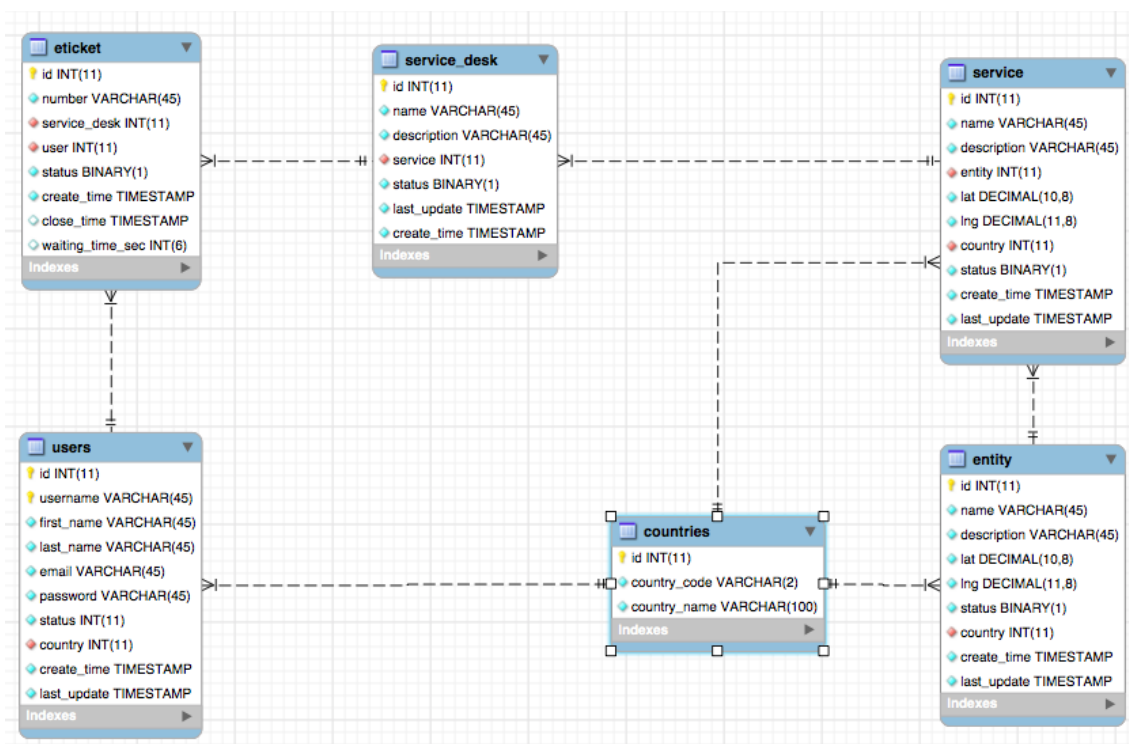 eticket
id INT(11)
number VARCHAR(45)
service_desk INT(11)
user INT(11)
status BINARY(1)
create_time TIMESTAMP
close_time TIMESTAMP
waiting_time_sec INT(6)
Indexes
service_desk
id INT(11)
name VARCHAR(45)
description VARCHAR(45)
service INT(11)
status BINARY(1)
last_update TIMESTAMP
create_time TIMESTAMP
Indexes
service
id INT(11)
name VARCHAR(45)
description VARCHAR(45)
entity INT(11)
lat DECIMAL(10,8)
lng DECIMAL(11,8)
country INT(11)
status BINARY(1)
create_time TIMESTAMP
last_update TIMESTAMP
Indexes
users
id INT(11)
username VARCHAR(45)
first_name VARCHAR(45)
last_name VARCHAR(45)
email VARCHAR(45)
password VARCHAR(45)
status INT(11)
country INT(11)
create_time TIMESTAMP
last_update TIMESTAMP
Indexes
countries
id INT(11)
country_code VARCHAR(2)
country_name VARCHAR(100)
Indexes
entity
id INT(11)
name VARCHAR(45)
description VARCHAR(45)
lat DECIMAL(10,8)
lng DECIMAL(11,8)
status BINARY(1)
country INT(11)
create_time TIMESTAMP
last_update TIMESTAMP
Indexes